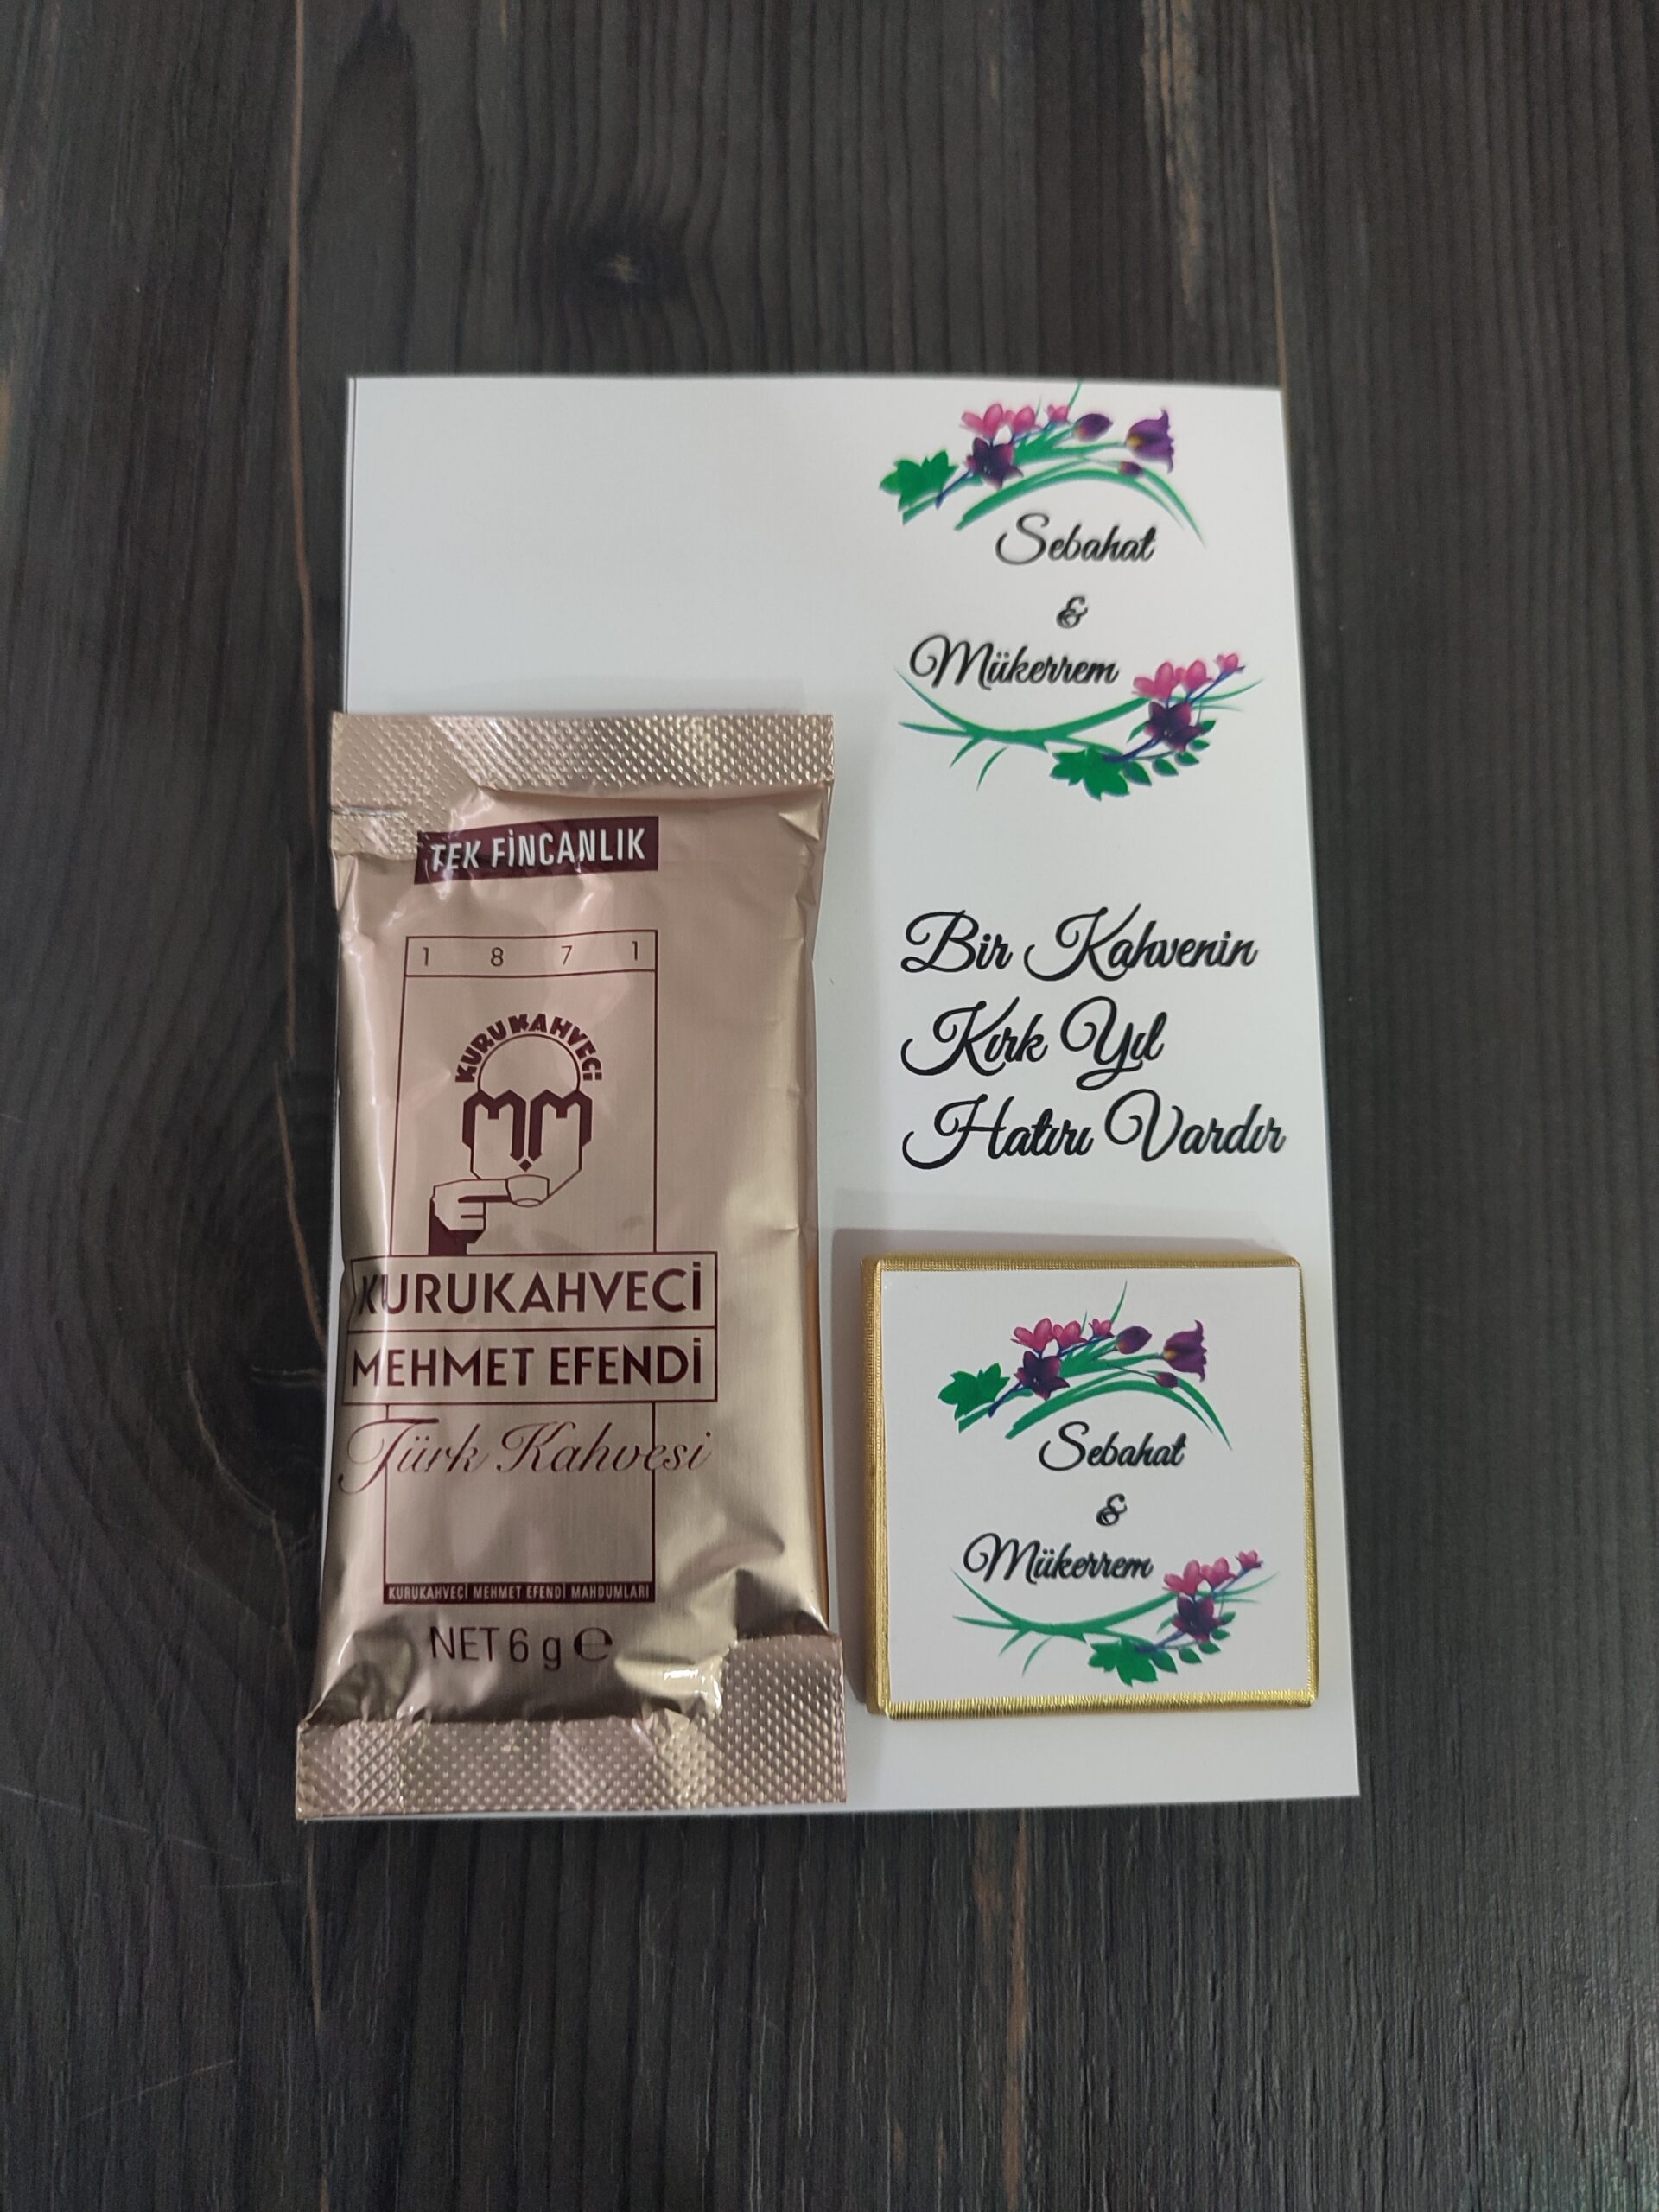 Sebahat
&
Mükerrem
Bir Kahvenin
Kırk Yıl
Hatırı Vardır
TEK FİNCANLIK
1 8 7 1
KURUKAHVECİ
KURUKAHVECİ
MEHMET EFENDİ
Türk Kahvesi
KURUKAHVECİ MEHMET EFENDİ MAHDUMLARI
NET 6 g e
Sebahat
&
Mükerrem